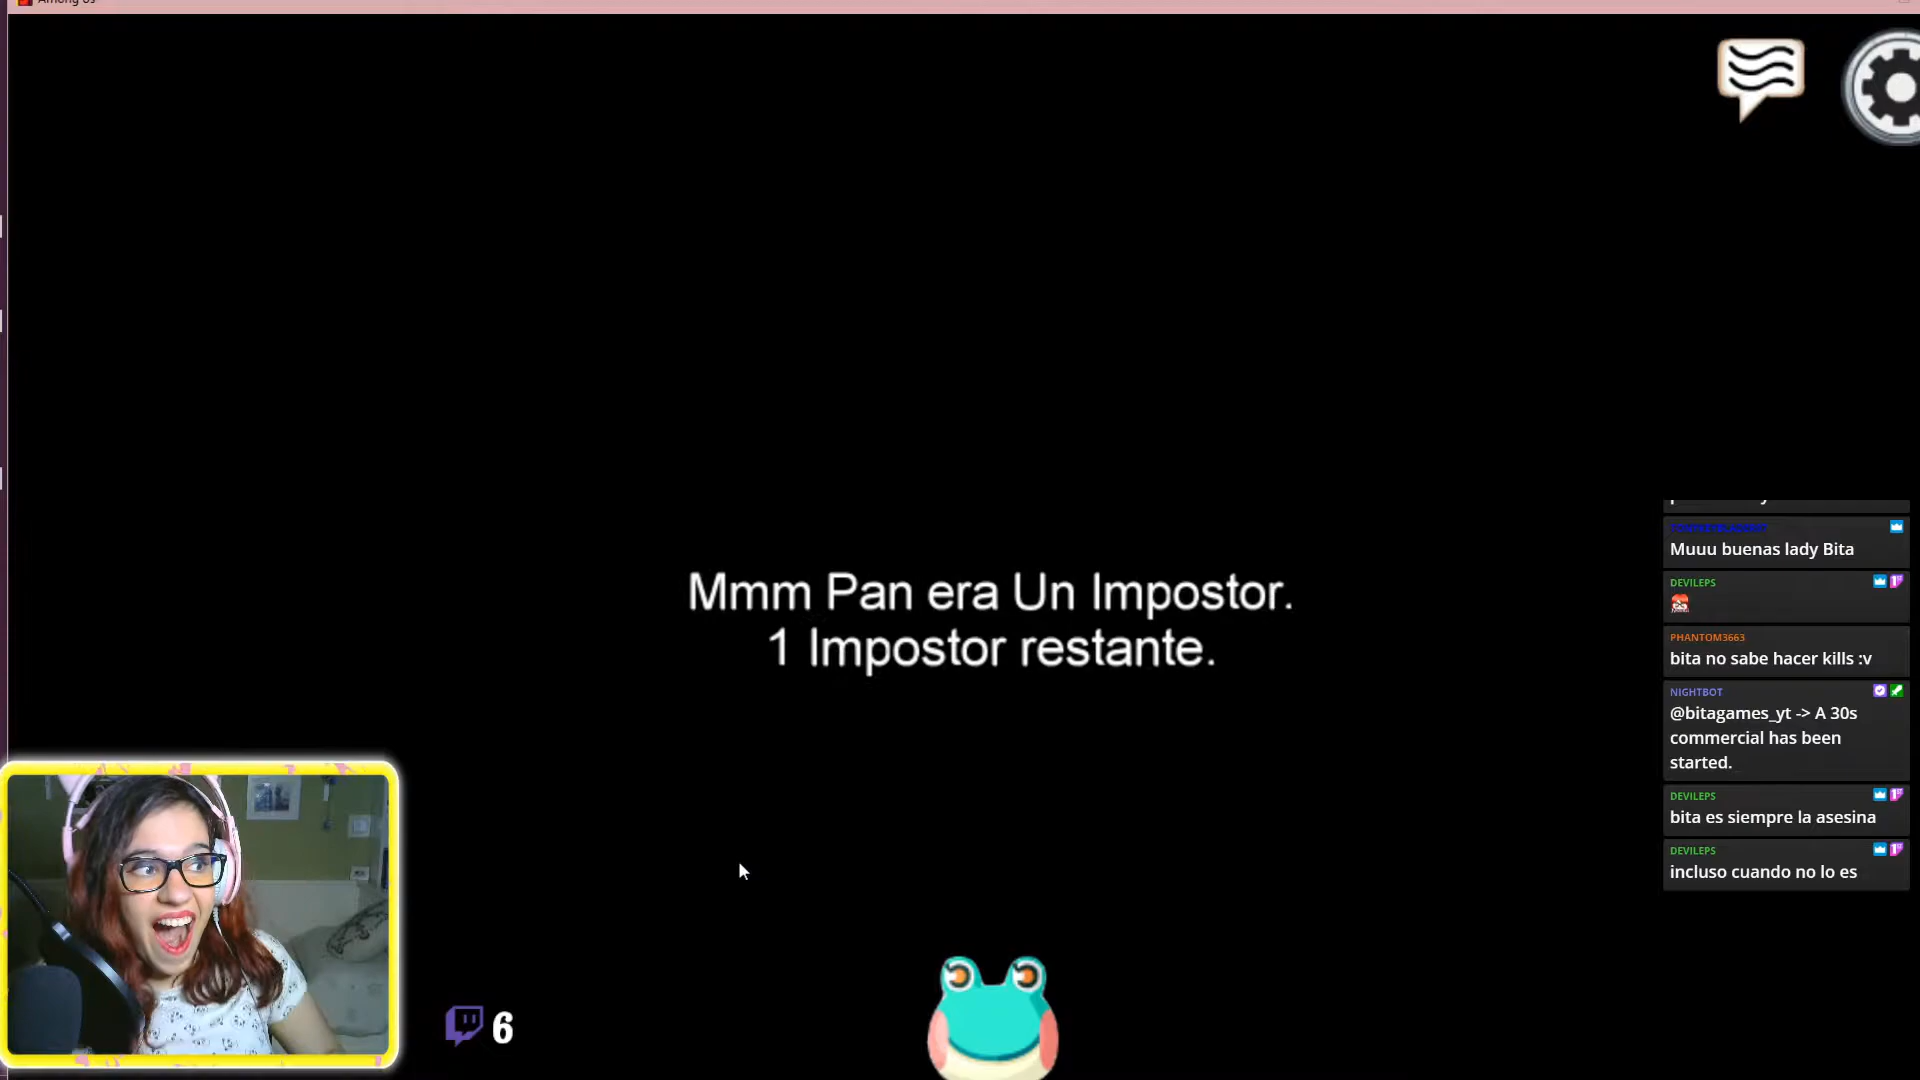 Among Us
Mmm Pan era Un Impostor.
1 Impostor restante.
Muuu buenas lady Bita
DEVILEPS
PHANTOM3663
bita no sabe hacer kills :v
NIGHTBOT
@bitagames_yt -> A 30s
commercial has been
started.
DEVILEPS
bita es siempre la asesina
DEVILEPS
incluso cuando no lo es
6